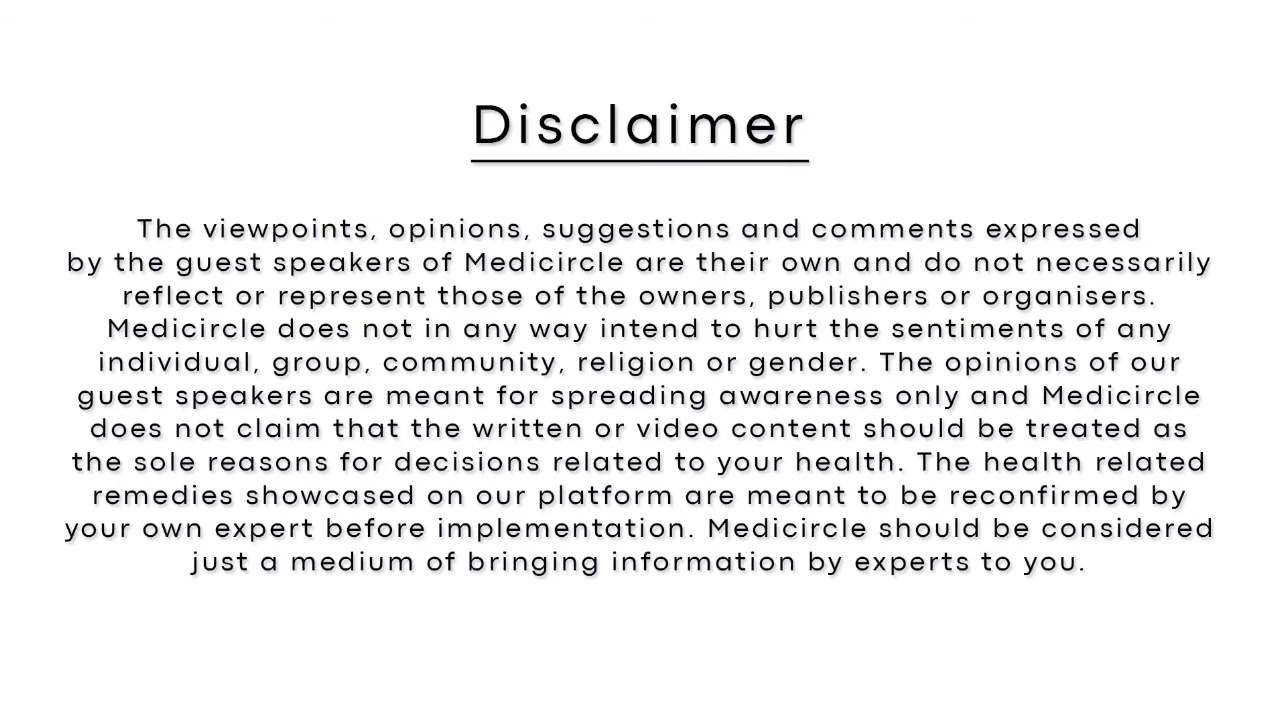 Disclaimer
The viewpoints, opinions, suggestions and comments expressed
by the guest speakers of Medicircle are their own and do not necessarily
reflect or represent those of the owners, publishers or organisers.
Medicircle does not in any way intend to hurt the sentiments of any
individual, group, community, religion or gender. The opinions of our
guest speakers are meant for spreading awareness only and Medicircle
does not claim that the written or video content should be treated as
the sole reasons for decisions related to your health. The health related
remedies showcased on our platform are meant to be reconfirmed by
your own expert before implementation. Medicircle should be considered
just a medium of bringing information by experts to you.